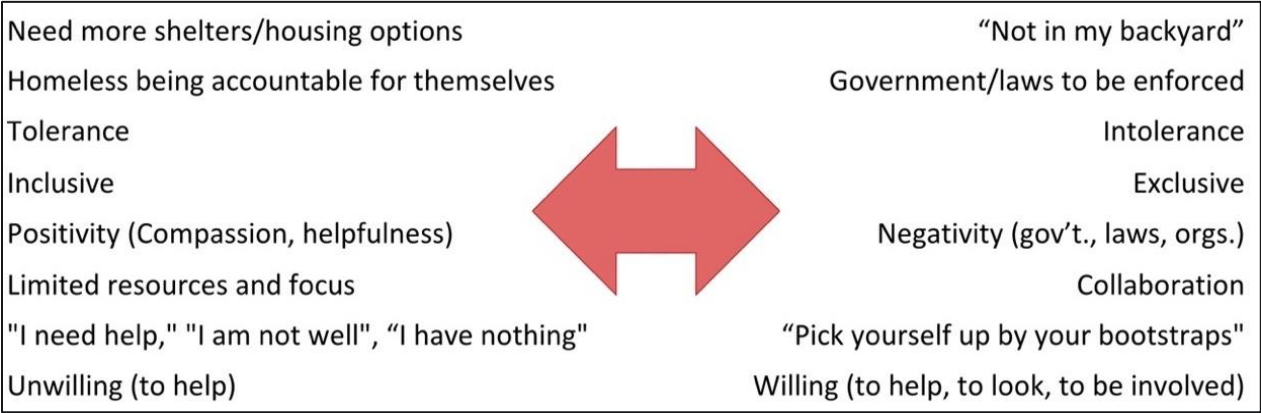 Need more shelters/housing options “Not in my backyard”
Homeless being accountable for themselves Government/laws to be enforced
Tolerance Intolerance
Inclusive Exclusive
Positivity (Compassion, helpfulness) Negativity (gov’t., laws, orgs.)
Limited resources and focus Collaboration
"I need help," "I am not well", “I have nothing" “Pick yourself up by your bootstraps"
Unwilling (to help) Willing (to help, to look, to be involved)